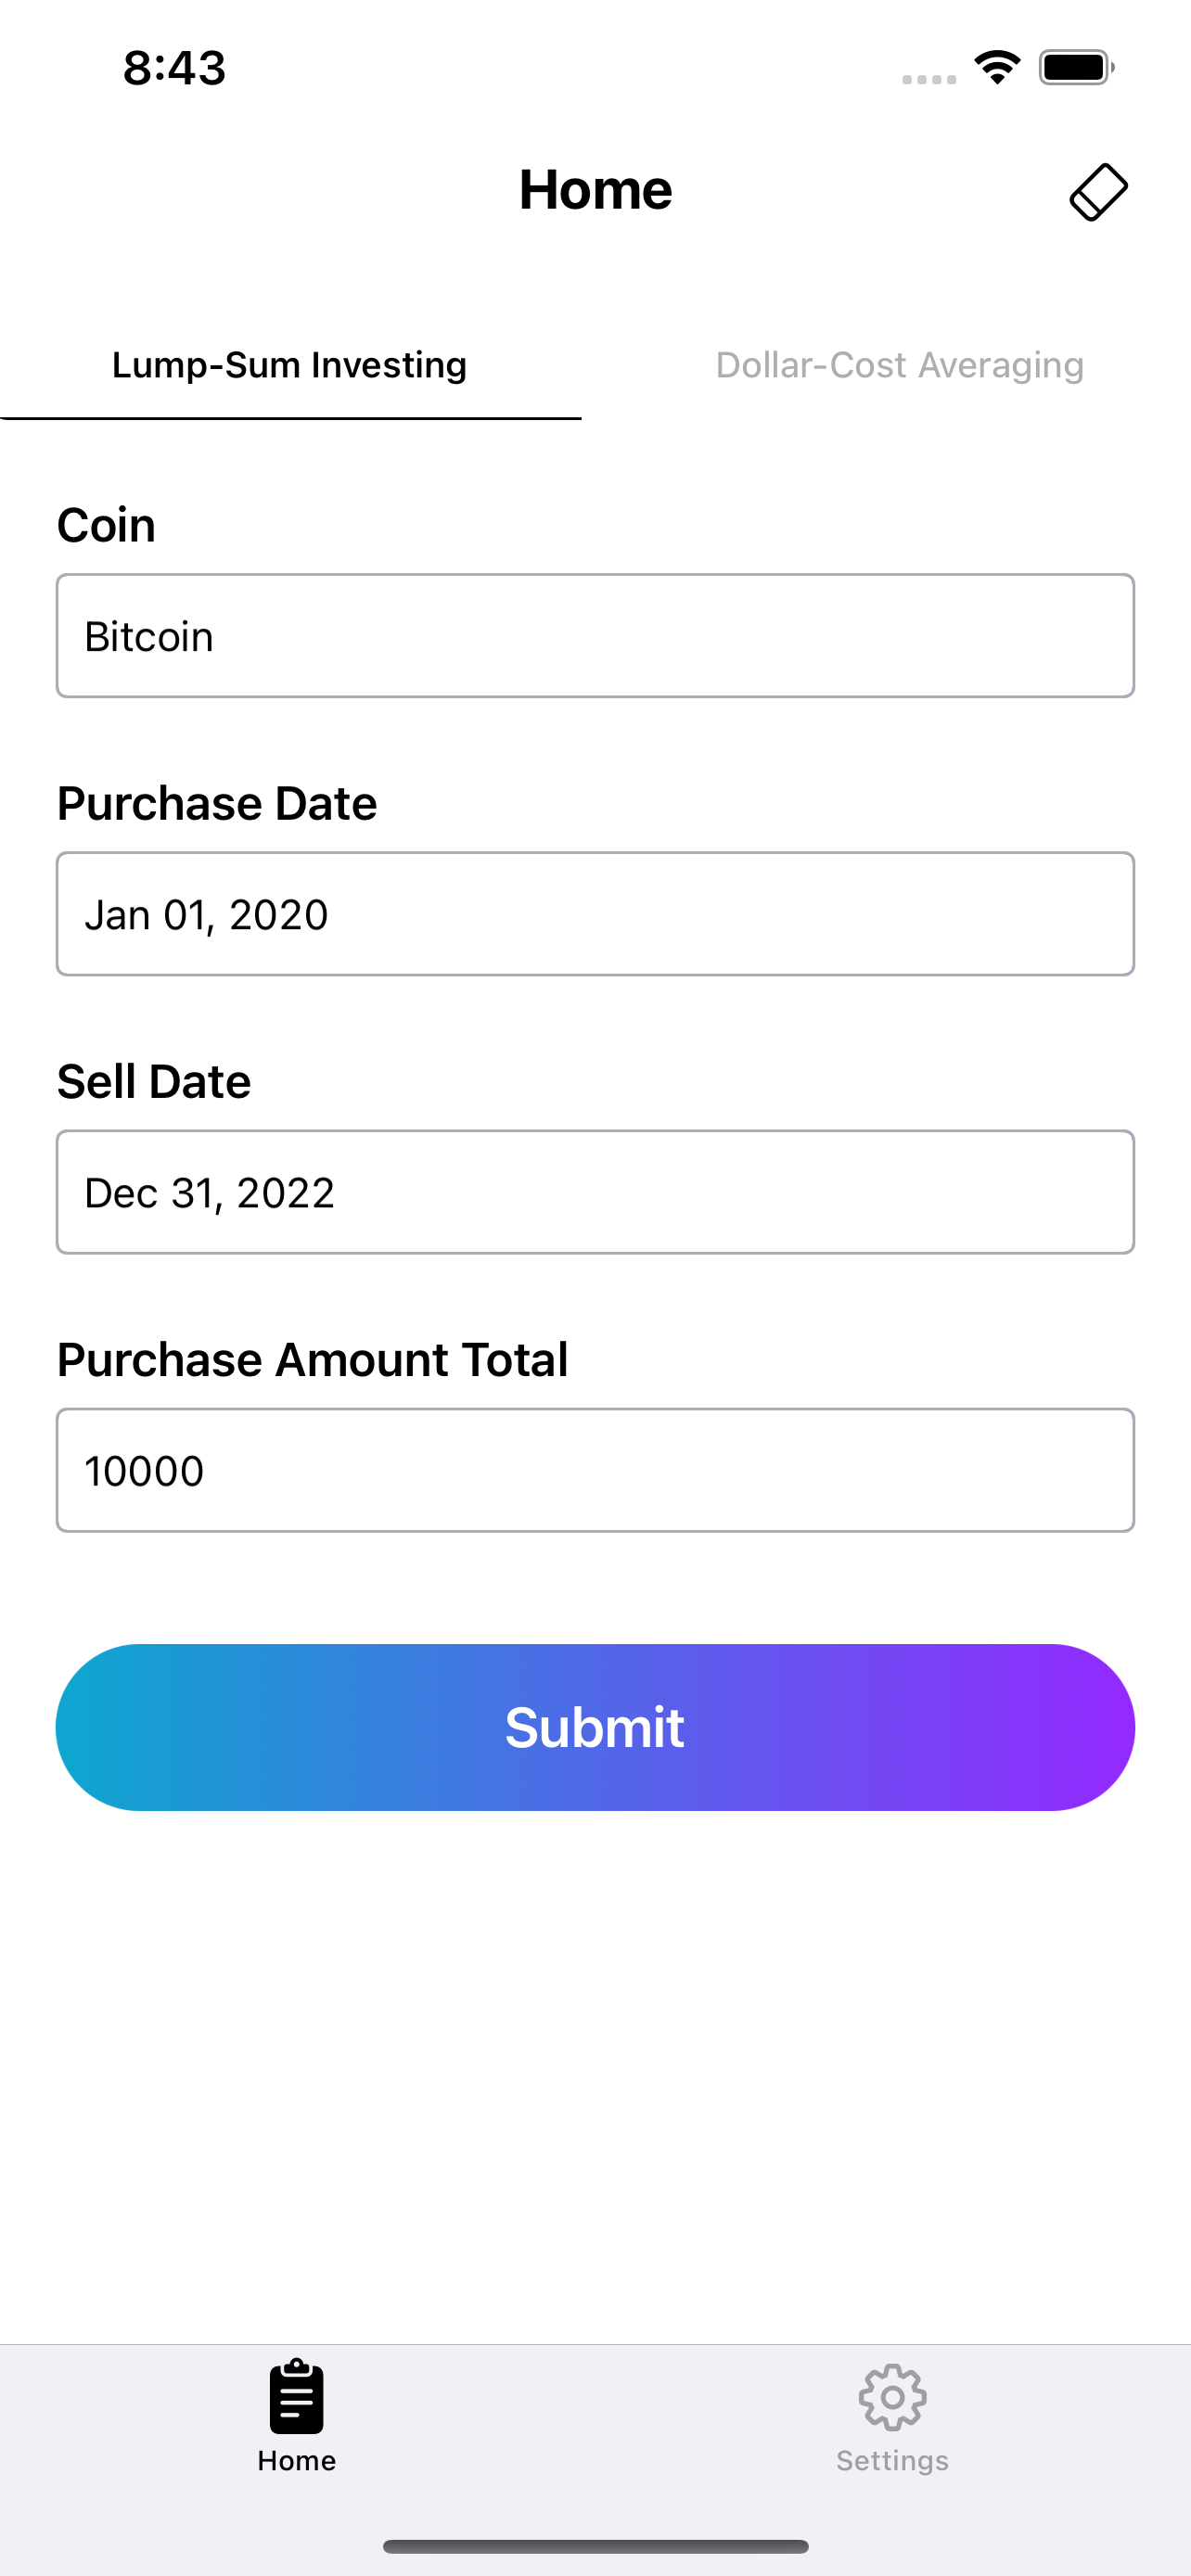 8:43
Home
Lump-Sum Investing
Dollar-Cost Averaging
Coin
Bitcoin
Purchase Date
Jan 01, 2020
Sell Date
Dec 31, 2022
Purchase Amount Total
10000
Submit
Home
Settings